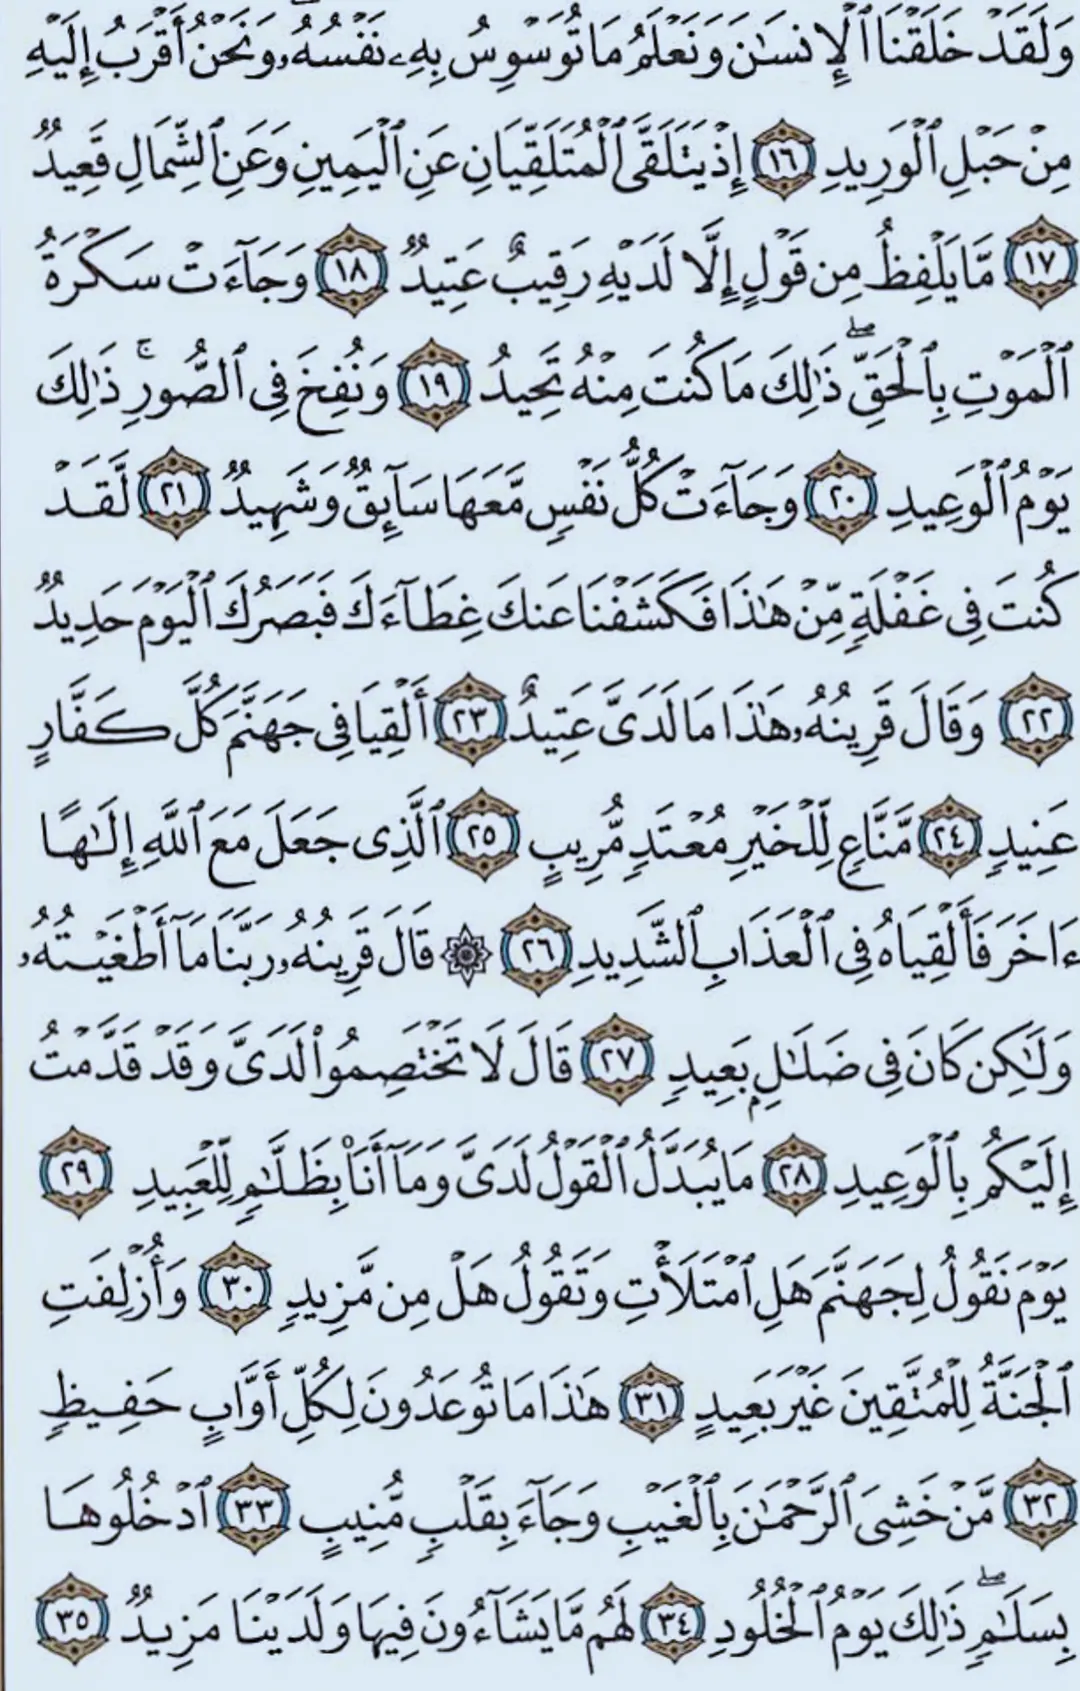 وَلَقَدْ خَلَقْنَا ٱلْإِنسَٰنَ وَنَعْلَمُ مَا تُوَسْوِسُ بِهِۦ نَفْسُهُۥ وَنَحْنُ أَقْرَبُ إِلَيْهِ
مِنْ حَبْلِ ٱلْوَرِيدِ ١٦ إِذْ يَتَلَقَّى ٱلْمُتَلَقِّيَانِ عَنِ ٱلْيَمِينِ وَعَنِ ٱلشِّمَالِ قَعِيدٌ
١٧ مَّا يَلْفِظُ مِن قَوْلٍ إِلَّا لَدَيْهِ رَقِيبٌ عَتِيدٌ ١٨ وَجَآءَتْ سَكْرَةُ
ٱلْمَوْتِ بِٱلْحَقِّۖ ذَٰلِكَ مَا كُنتَ مِنْهُ تَحِيدُ ١٩ وَنُفِخَ فِى ٱلصُّورِۚ ذَٰلِكَ
يَوْمُ ٱلْوَعِيدِ ٢٠ وَجَآءَتْ كُلُّ نَفْسٍ مَّعَهَا سَآئِقٌ وَشَهِيدٌ ٢١ لَّقَدْ
كُنتَ فِى غَفْلَةٍ مِّنْ هَٰذَا فَكَشَفْنَا عَنكَ غِطَآءَكَ فَبَصَرُكَ ٱلْيَوْمَ حَدِيدٌ
٢٢ وَقَالَ قَرِينُهُۥ هَٰذَا مَا لَدَىَّ عَتِيدٌ ٢٣ أَلْقِيَا فِى جَهَنَّمَ كُلَّ كَفَّارٍ
عَنِيدٍ ٢٤ مَّنَّاعٍ لِّلْخَيْرِ مُعْتَدٍ مُّرِيبٍ ٢٥ ٱلَّذِى جَعَلَ مَعَ ٱللَّهِ إِلَٰهًا
ءَاخَرَ فَأَلْقِيَاهُ فِى ٱلْعَذَابِ ٱلشَّدِيدِ ٢٦ ۞ قَالَ قَرِينُهُۥ رَبَّنَا مَآ أَطْغَيْتُهُۥ
وَلَٰكِن كَانَ فِى ضَلَٰلٍۭ بَعِيدٍ ٢٧ قَالَ لَا تَخْتَصِمُوا۟ لَدَىَّ وَقَدْ قَدَّمْتُ
إِلَيْكُم بِٱلْوَعِيدِ ٢٨ مَا يُبَدَّلُ ٱلْقَوْلُ لَدَىَّ وَمَآ أَنَا۠ بِظَلَّٰمٍ لِّلْعَبِيدِ ٢٩
يَوْمَ نَقُولُ لِجَهَنَّمَ هَلِ ٱمْتَلَأْتِ وَتَقُولُ هَلْ مِن مَّزِيدٍ ٣٠ وَأُزْلِفَتِ
ٱلْجَنَّةُ لِلْمُتَّقِينَ غَيْرَ بَعِيدٍ ٣١ هَٰذَا مَا تُوعَدُونَ لِكُلِّ أَوَّابٍ حَفِيظٍ
٣٢ مَّنْ خَشِىَ ٱلرَّحْمَٰنَ بِٱلْغَيْبِ وَجَآءَ بِقَلْبٍ مُّنِيبٍ ٣٣ ٱدْخُلُوهَا
بِسَلَٰمٍۖ ذَٰلِكَ يَوْمُ ٱلْخُلُودِ ٣٤ لَهُم مَّا يَشَآءُونَ فِيهَا وَلَدَيْنَا مَزِيدٌ ٣٥